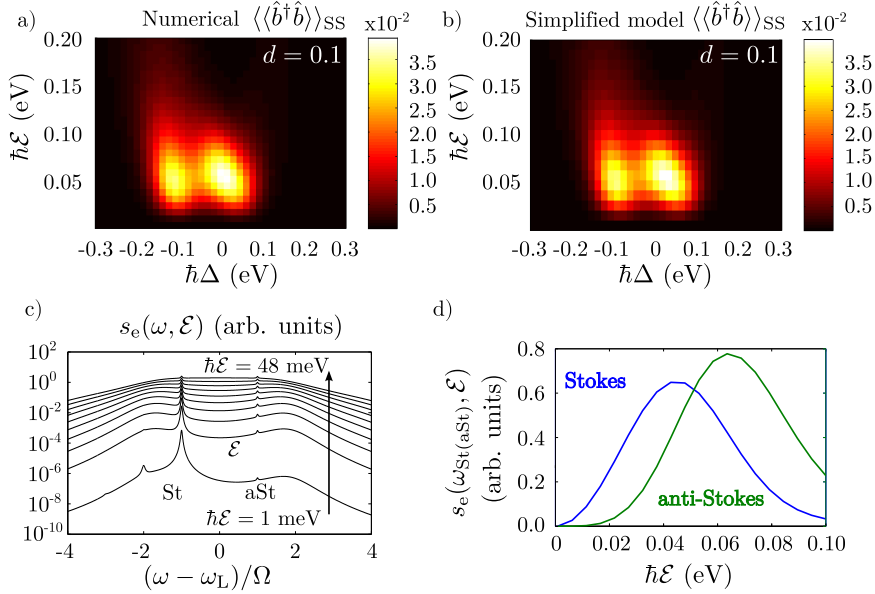 a) Numerical ⟨⟨b̂†b̂⟩⟩SS x10⁻²
d = 0.1
0.20
0.15
0.10
0.05
ħℰ (eV)
3.5
3.0
2.5
2.0
1.5
1.0
0.5
-0.3 -0.2 -0.1 0 0.1 0.2 0.3
ħΔ (eV)
b) Simplified model ⟨⟨b̂†b̂⟩⟩SS x10⁻²
d = 0.1
0.20
0.15
0.10
0.05
ħℰ (eV)
3.5
3.0
2.5
2.0
1.5
1.0
0.5
-0.3 -0.2 -0.1 0 0.1 0.2 0.3
ħΔ (eV)
c)
sₑ(ω, ℰ) (arb. units)
10²
10⁰
10⁻²
10⁻⁴
10⁻⁶
10⁻⁸
10⁻¹⁰
ħℰ = 48 meV
ℰ
St aSt
ħℰ = 1 meV
-4 -2 0 2 4
(ω − ωL)/Ω
d)
sₑ(ωSt(aSt), ℰ)
(arb. units)
0.8
0.6
0.4
0.2
0.0
Stokes
anti-Stokes
0 0.02 0.04 0.06 0.08 0.10
ħℰ (eV)